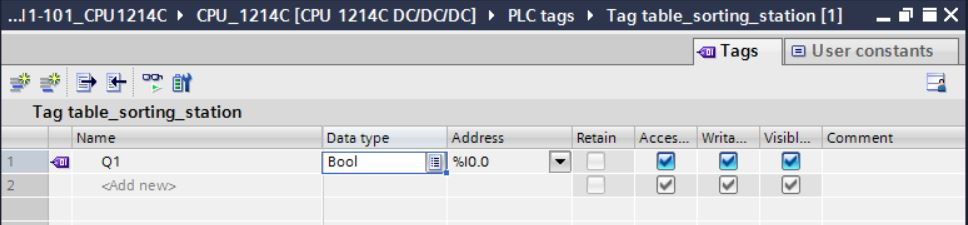 ...11-101_CPU1214C ▸ CPU_1214C [CPU 1214C DC/DC/DC] ▸ PLC tags ▸ Tag table_sorting_station [1]
Tags User constants
Tag table_sorting_station
Name Data type Address Retain Acces... Writa... Visibl... Comment
1 Q1 Bool %I0.0
2 <Add new>